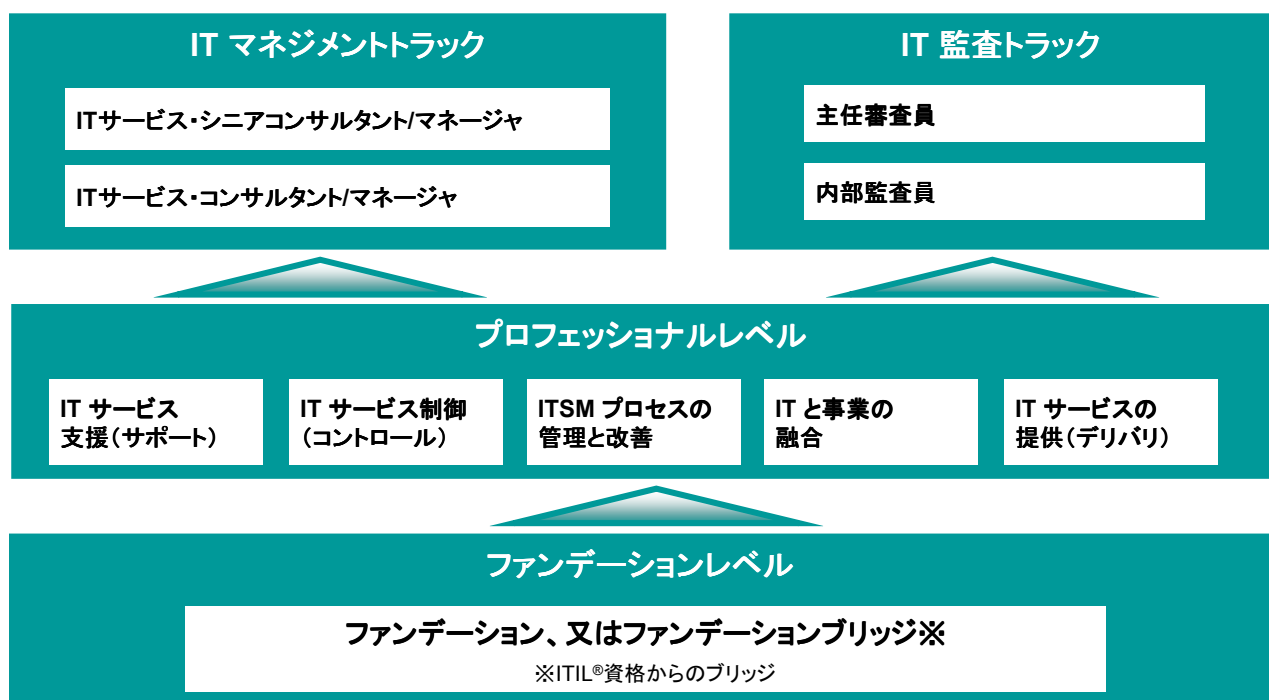 IT マネジメントトラック
ITサービス・シニアコンサルタント/マネージャ
ITサービス・コンサルタント/マネージャ
IT 監査トラック
主任審査員
内部監査員
プロフェッショナルレベル
IT サービス
支援（サポート）
IT サービス制御
（コントロール）
ITSM プロセスの
管理と改善
IT と事業の
融合
IT サービスの
提供（デリバリ）
ファンデーションレベル
ファンデーション、又はファンデーションブリッジ※
※ITIL®資格からのブリッジ